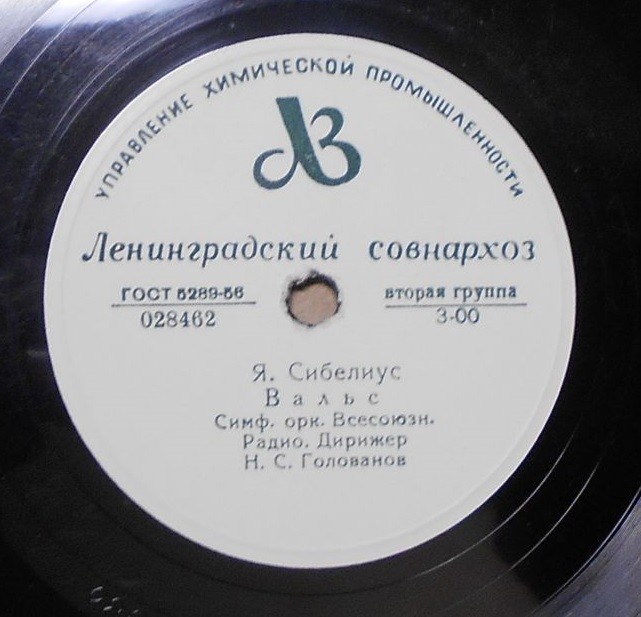 УПРАВЛЕНИЕ ХИМИЧЕСКОЙ ПРОМЫШЛЕННОСТИ
ЛЗ
Ленинградский совнархоз
ГОСТ 5289-56 вторая группа
028462 3-00
Я. Сибелиус
Вальс
Симф. орк. Всесоюзн.
Радио. Дирижер
Н. С. Голованов